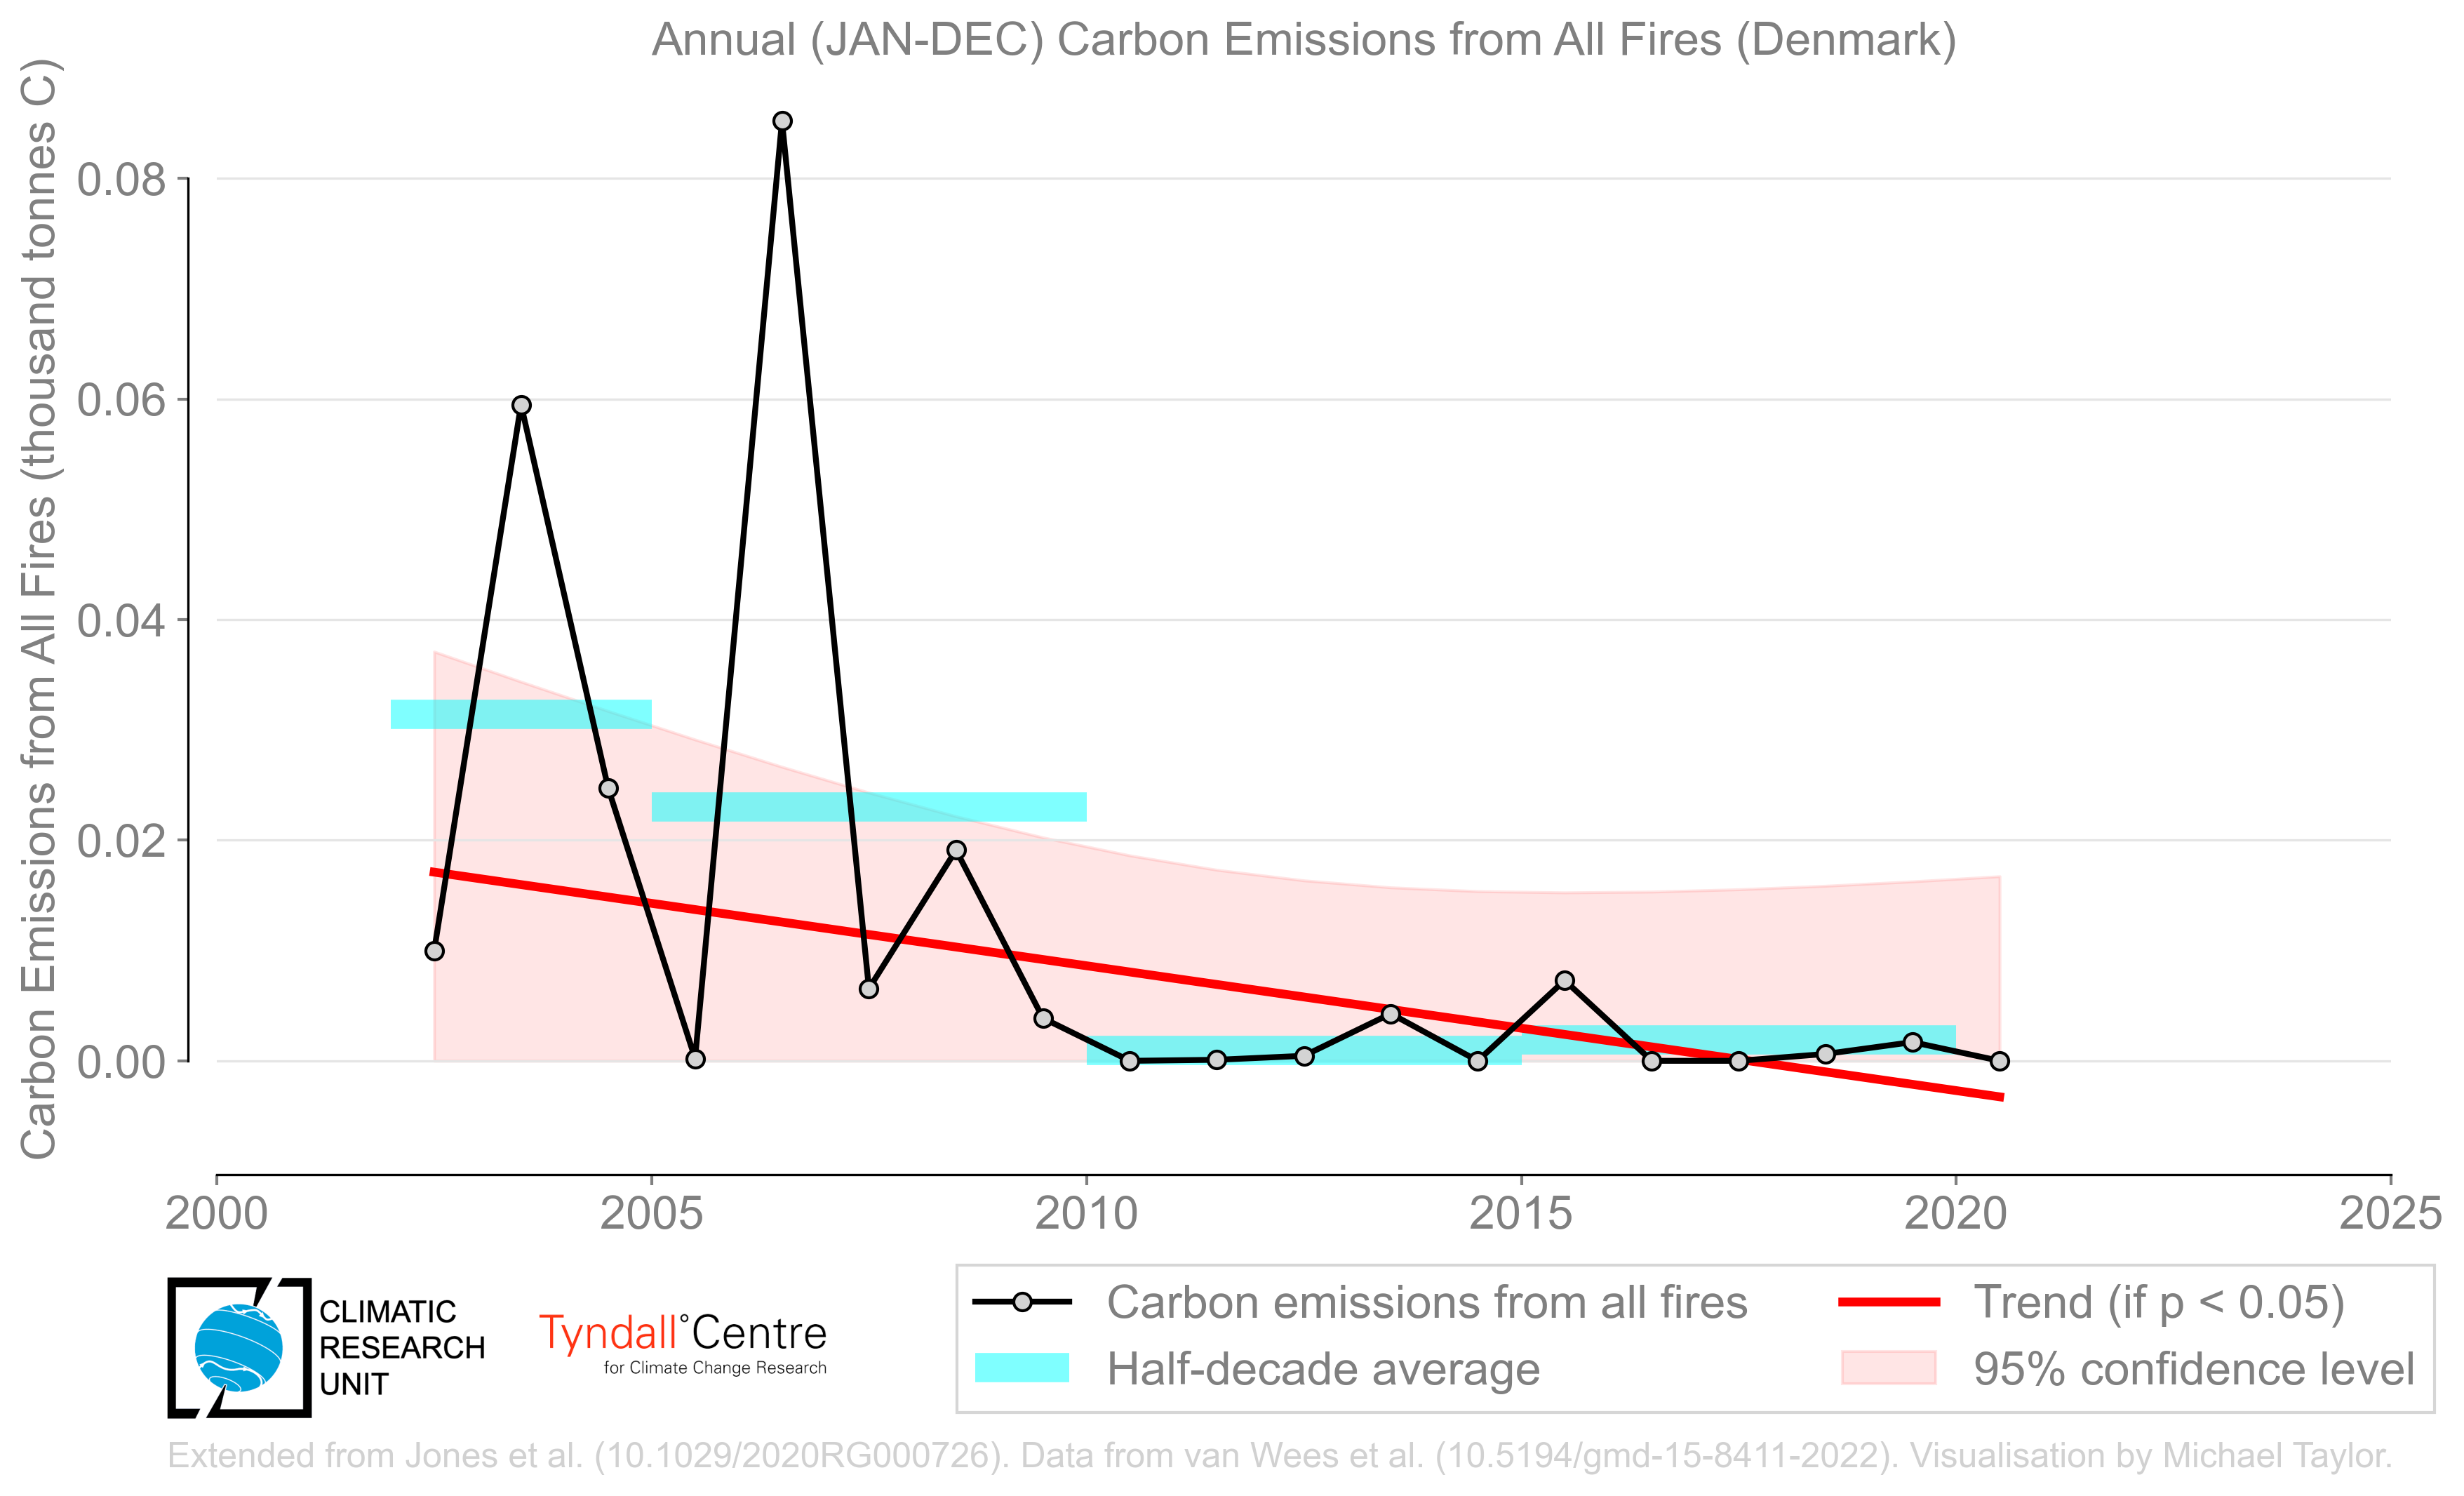 Annual (JAN-DEC) Carbon Emissions from All Fires (Denmark)
Carbon Emissions from All Fires (thousand tonnes C)
0.08
0.06
0.04
0.02
0.00
2000 2005 2010 2015 2020 2025
CLIMATIC
RESEARCH
UNIT
Tyndall°Centre
for Climate Change Research
Carbon emissions from all fires
Half-decade average
Trend (if p < 0.05)
95% confidence level
Extended from Jones et al. (10.1029/2020RG000726). Data from van Wees et al. (10.5194/gmd-15-8411-2022). Visualisation by Michael Taylor.